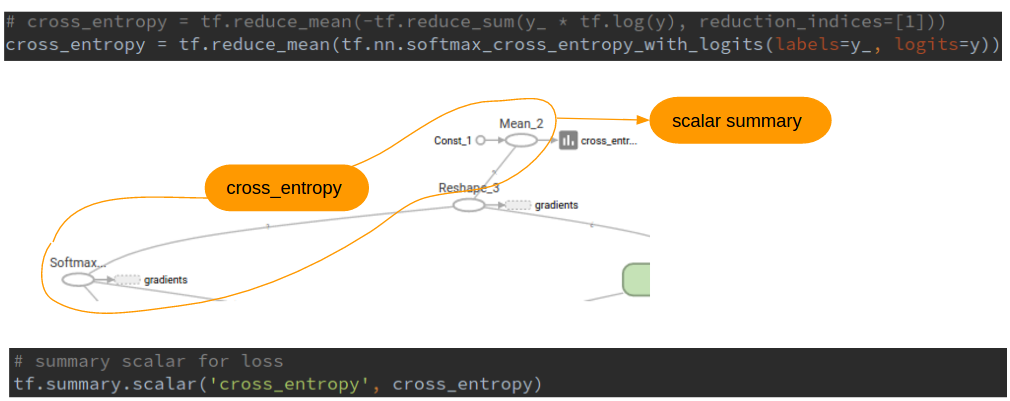 # cross_entropy = tf.reduce_mean(-tf.reduce_sum(y_ * tf.log(y), reduction_indices=[1]))
cross_entropy = tf.reduce_mean(tf.nn.softmax_cross_entropy_with_logits(labels=y_, logits=y))
scalar summary
Mean_2
Const_1
cross_entr...
cross_entropy
Reshape_3
gradients
Softmax...
gradients
# summary scalar for loss
tf.summary.scalar('cross_entropy', cross_entropy)